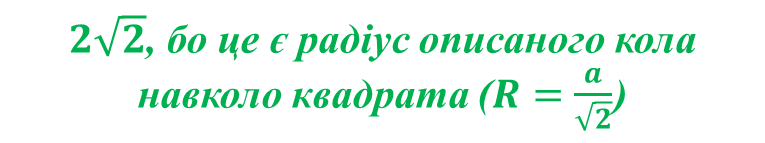 2√2, бо це є радіус описаного кола
навколо квадрата (R = a/√2)